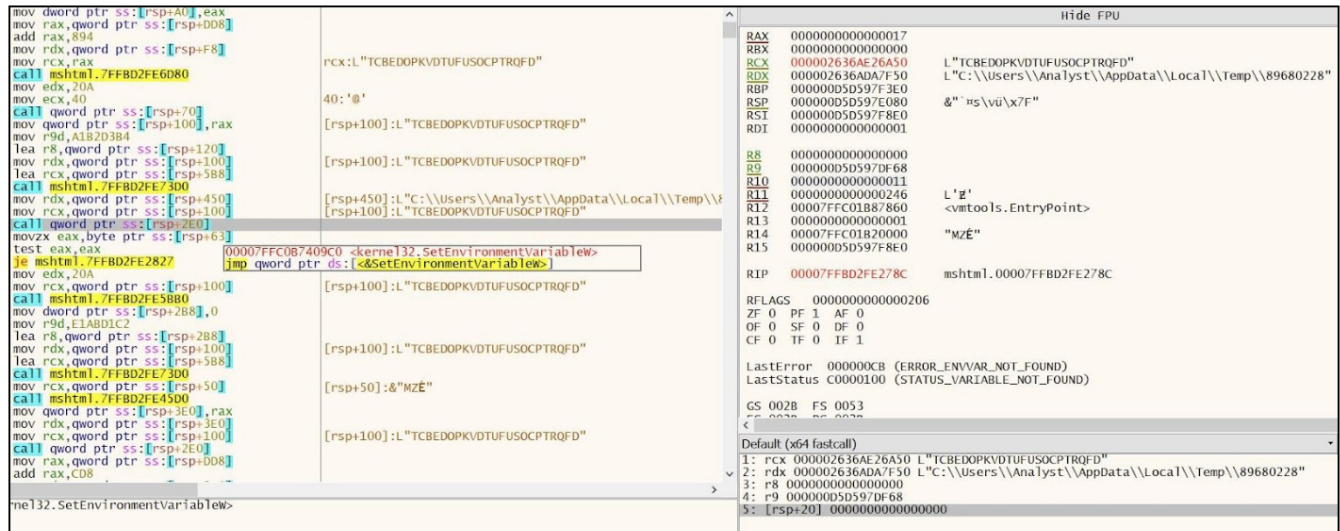 mov dword ptr ss:[rsp+A0],eax
mov rax,qword ptr ss:[rsp+DD8]
add rax,894
mov rdx,qword ptr ss:[rsp+F8]
mov rcx,rax rcx:L"TCBEDOPKVDTUFUSOCPTRQFD"
call mshtml.7FFBD2FE6D80
mov edx,20A
mov ecx,40 40:'@'
call qword ptr ss:[rsp+70]
mov qword ptr ss:[rsp+100],rax [rsp+100]:L"TCBEDOPKVDTUFUSOCPTRQFD"
mov r9d,A1B2D3B4
lea r8,qword ptr ss:[rsp+120]
mov rdx,qword ptr ss:[rsp+100] [rsp+100]:L"TCBEDOPKVDTUFUSOCPTRQFD"
lea rcx,qword ptr ss:[rsp+5B8]
call mshtml.7FFBD2FE73D0
mov rdx,qword ptr ss:[rsp+450] [rsp+450]:L"C:\\Users\\Analyst\\AppData\\Local\\Temp\\8
mov rcx,qword ptr ss:[rsp+100] [rsp+100]:L"TCBEDOPKVDTUFUSOCPTRQFD"
call qword ptr ss:[rsp+2E0]
movzx eax,byte ptr ss:[rsp+63]
test eax,eax
je mshtml.7FFBD2FE2827
00007FFC0B7409C0 <kernel32.SetEnvironmentVariableW>
jmp qword ptr ds:[<&SetEnvironmentVariableW>]
mov edx,20A
mov rcx,qword ptr ss:[rsp+100] [rsp+100]:L"TCBEDOPKVDTUFUSOCPTRQFD"
call mshtml.7FFBD2FE5BB0
mov dword ptr ss:[rsp+2B8],0
mov r9d,E1ABD1C2
lea r8,qword ptr ss:[rsp+2B8]
mov rdx,qword ptr ss:[rsp+100] [rsp+100]:L"TCBEDOPKVDTUFUSOCPTRQFD"
lea rcx,qword ptr ss:[rsp+5B8]
call mshtml.7FFBD2FE73D0
mov rcx,qword ptr ss:[rsp+50] [rsp+50]:&"MZÉ"
call mshtml.7FFBD2FE45D0
mov qword ptr ss:[rsp+3E0],rax
mov rdx,qword ptr ss:[rsp+3E0]
mov rcx,qword ptr ss:[rsp+100] [rsp+100]:L"TCBEDOPKVDTUFUSOCPTRQFD"
call qword ptr ss:[rsp+2E0]
mov rax,qword ptr ss:[rsp+DD8]
add rax,CD8
rnel32.SetEnvironmentVariableW>
Hide FPU
RAX 0000000000000017
RBX 0000000000000000
RCX 000002636AE26A50 L"TCBEDOPKVDTUFUSOCPTRQFD"
RDX 000002636ADA7F50 L"C:\\Users\\Analyst\\AppData\\Local\\Temp\\89680228"
RBP 000000D5D597F3E0
RSP 000000D5D597E080 &"`¤s\vü\x7F"
RSI 000000D5D597F8E0
RDI 0000000000000001
R8 0000000000000000
R9 000000D5D597DF68
R10 0000000000000011
R11 0000000000000246
R12 00007FFC01B87860 <vmtools.EntryPoint>
R13 0000000000000001
R14 00007FFC01B20000 "MZÉ"
R15 000000D5D597F8E0
RIP 00007FFBD2FE278C mshtml.00007FFBD2FE278C
RFLAGS 0000000000000206
ZF 0 PF 1 AF 0
OF 0 SF 0 DF 0
CF 0 TF 0 IF 1
LastError 000000CB (ERROR_ENVVAR_NOT_FOUND)
LastStatus C0000100 (STATUS_VARIABLE_NOT_FOUND)
GS 002B FS 0053
Default (x64 fastcall)
1: rcx 000002636AE26A50 L"TCBEDOPKVDTUFUSOCPTRQFD"
2: rdx 000002636ADA7F50 L"C:\\Users\\Analyst\\AppData\\Local\\Temp\\89680228"
3: r8 0000000000000000
4: r9 000000D5D597DF68
5: [rsp+20] 0000000000000000